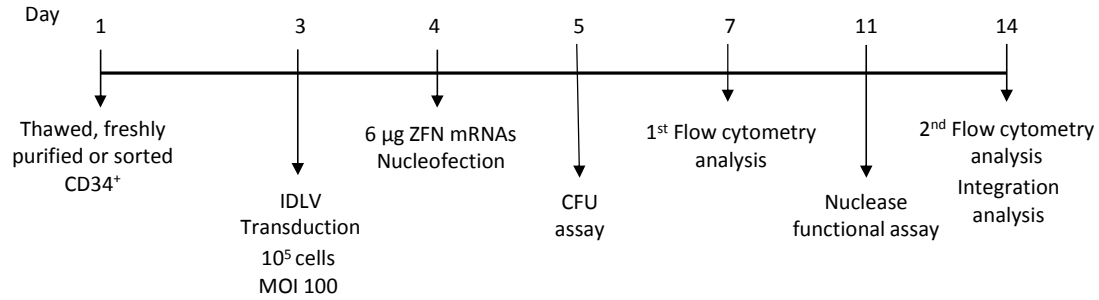 Day
1
3
4
5
7
11
14
Thawed, freshly
purified or sorted
CD34⁺
IDLV
Transduction
10⁵ cells
MOI 100
6 µg ZFN mRNAs
Nucleofection
CFU
assay
1ˢᵗ Flow cytometry
analysis
Nuclease
functional assay
2ⁿᵈ Flow cytometry
analysis
Integration
analysis